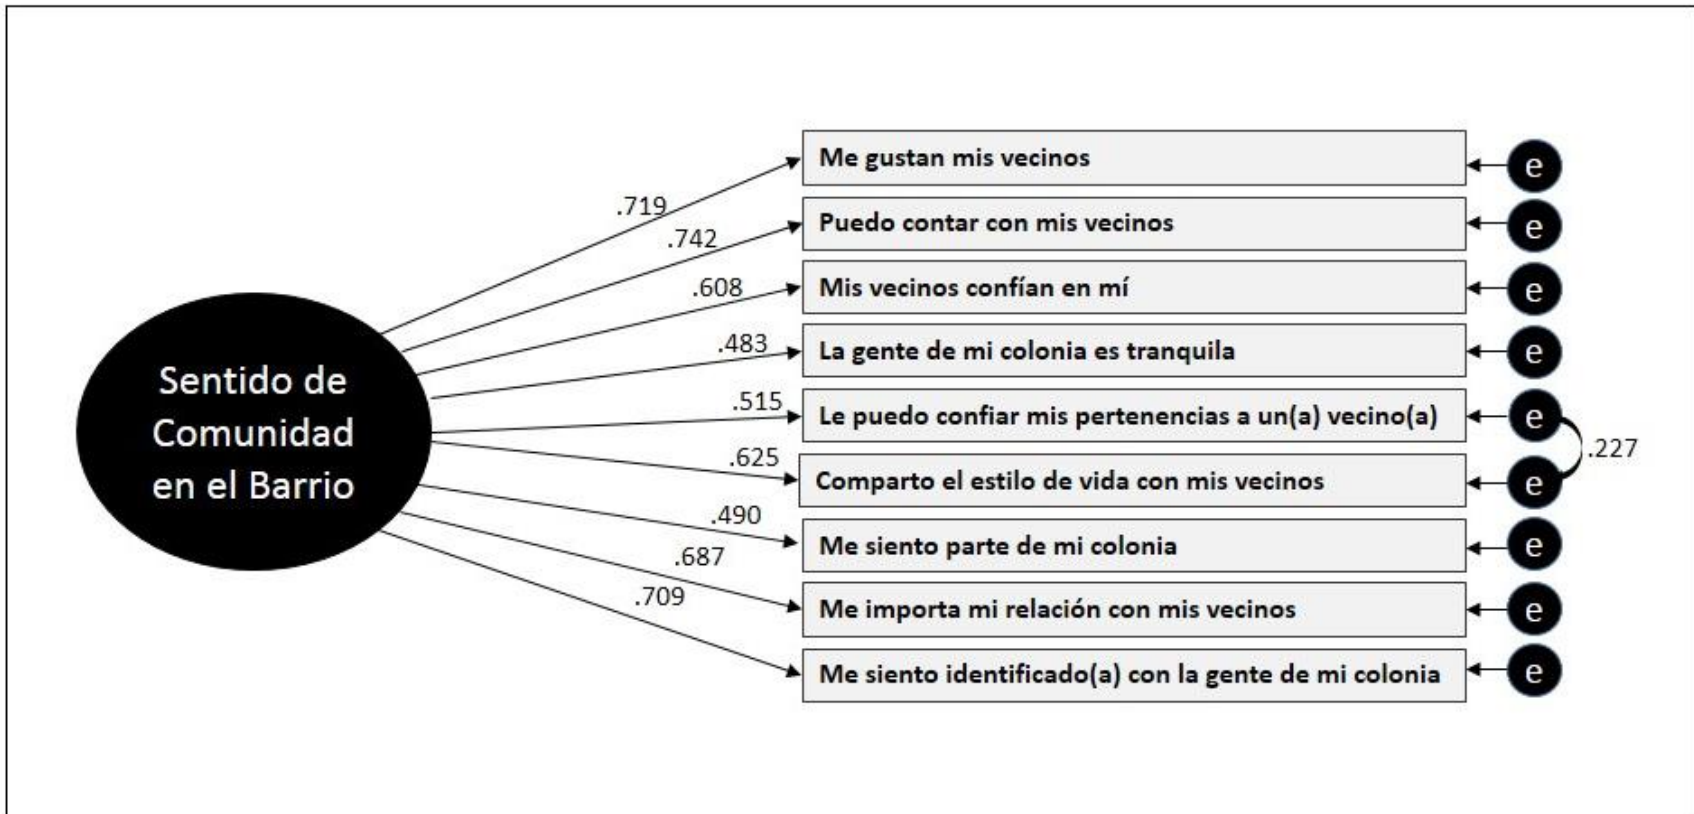 Sentido de
Comunidad
en el Barrio
.719
Me gustan mis vecinos
e
.742
Puedo contar con mis vecinos
e
.608
Mis vecinos confían en mí
e
.483
La gente de mi colonia es tranquila
e
.515
Le puedo confiar mis pertenencias a un(a) vecino(a)
e
.227
.625
Comparto el estilo de vida con mis vecinos
e
.490
Me siento parte de mi colonia
e
.687
Me importa mi relación con mis vecinos
e
.709
Me siento identificado(a) con la gente de mi colonia
e